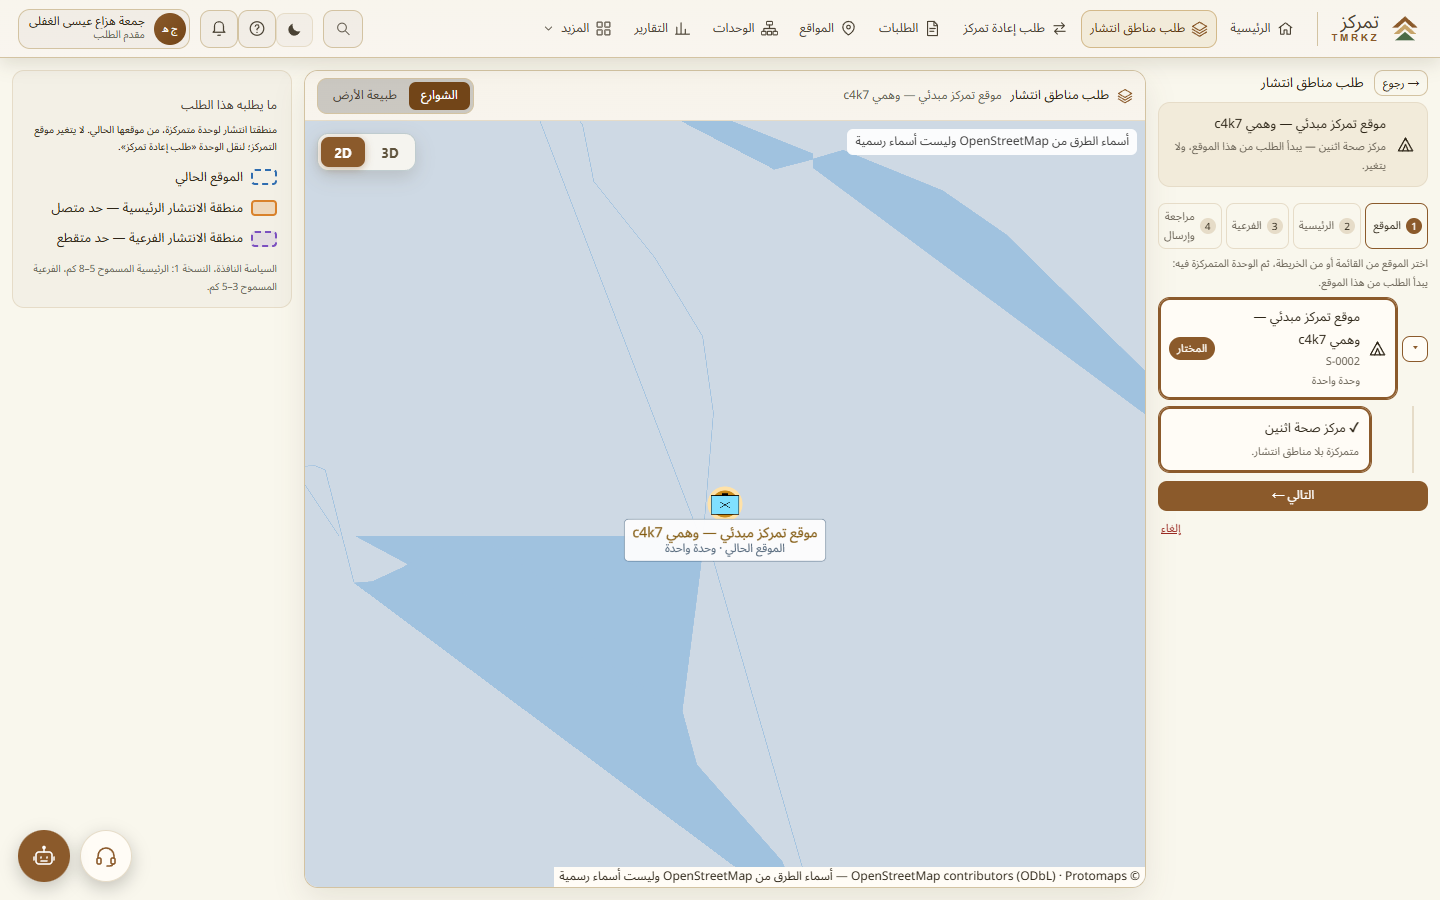 تمركز
TMRKZ
الرئيسية
طلب مناطق انتشار
طلب إعادة تمركز
الطلبات
المواقع
الوحدات
التقارير
المزيد
جمعة هزاع عيسى الغفلي
مقدم الطلب
ج ه
← رجوع
طلب مناطق انتشار
موقع تمركز مبدئي — وهمي c4k7
مركز صحة اثنين — يبدأ الطلب من هذا الموقع، ولا
يتغير.
1 الموقع
2 الرئيسية
3 الفرعية
4 مراجعة
وإرسال
اختر الموقع من القائمة أو من الخريطة، ثم الوحدة المتمركزة فيه:
يبدأ الطلب من هذا الموقع.
موقع تمركز مبدئي —
وهمي c4k7
S-0002
وحدة واحدة
المختار
✓ مركز صحة اثنين
متمركزة بلا مناطق انتشار.
التالي ←
إلغاء
طلب مناطق انتشار
موقع تمركز مبدئي — وهمي c4k7
الشوارع
طبيعة الأرض
أسماء الطرق من OpenStreetMap وليست أسماء رسمية
2D
3D
موقع تمركز مبدئي — وهمي c4k7
الموقع الحالي · وحدة واحدة
© OpenStreetMap contributors (ODbL) · Protomaps — أسماء الطرق من OpenStreetMap وليست أسماء رسمية
ما يطلبه هذا الطلب
منطقتا انتشار لوحدة متمركزة، من موقعها الحالي. لا يتغير موقع
التمركز؛ لنقل الوحدة «طلب إعادة تمركز».
الموقع الحالي
منطقة الانتشار الرئيسية — حد متصل
منطقة الانتشار الفرعية — حد متقطع
السياسة النافذة، النسخة 1: الرئيسية المسموح 5–8 كم، الفرعية
المسموح 3–5 كم.